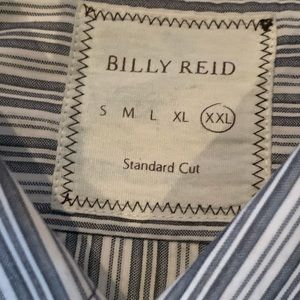 BILLY REID
S M L XL XXL
Standard Cut